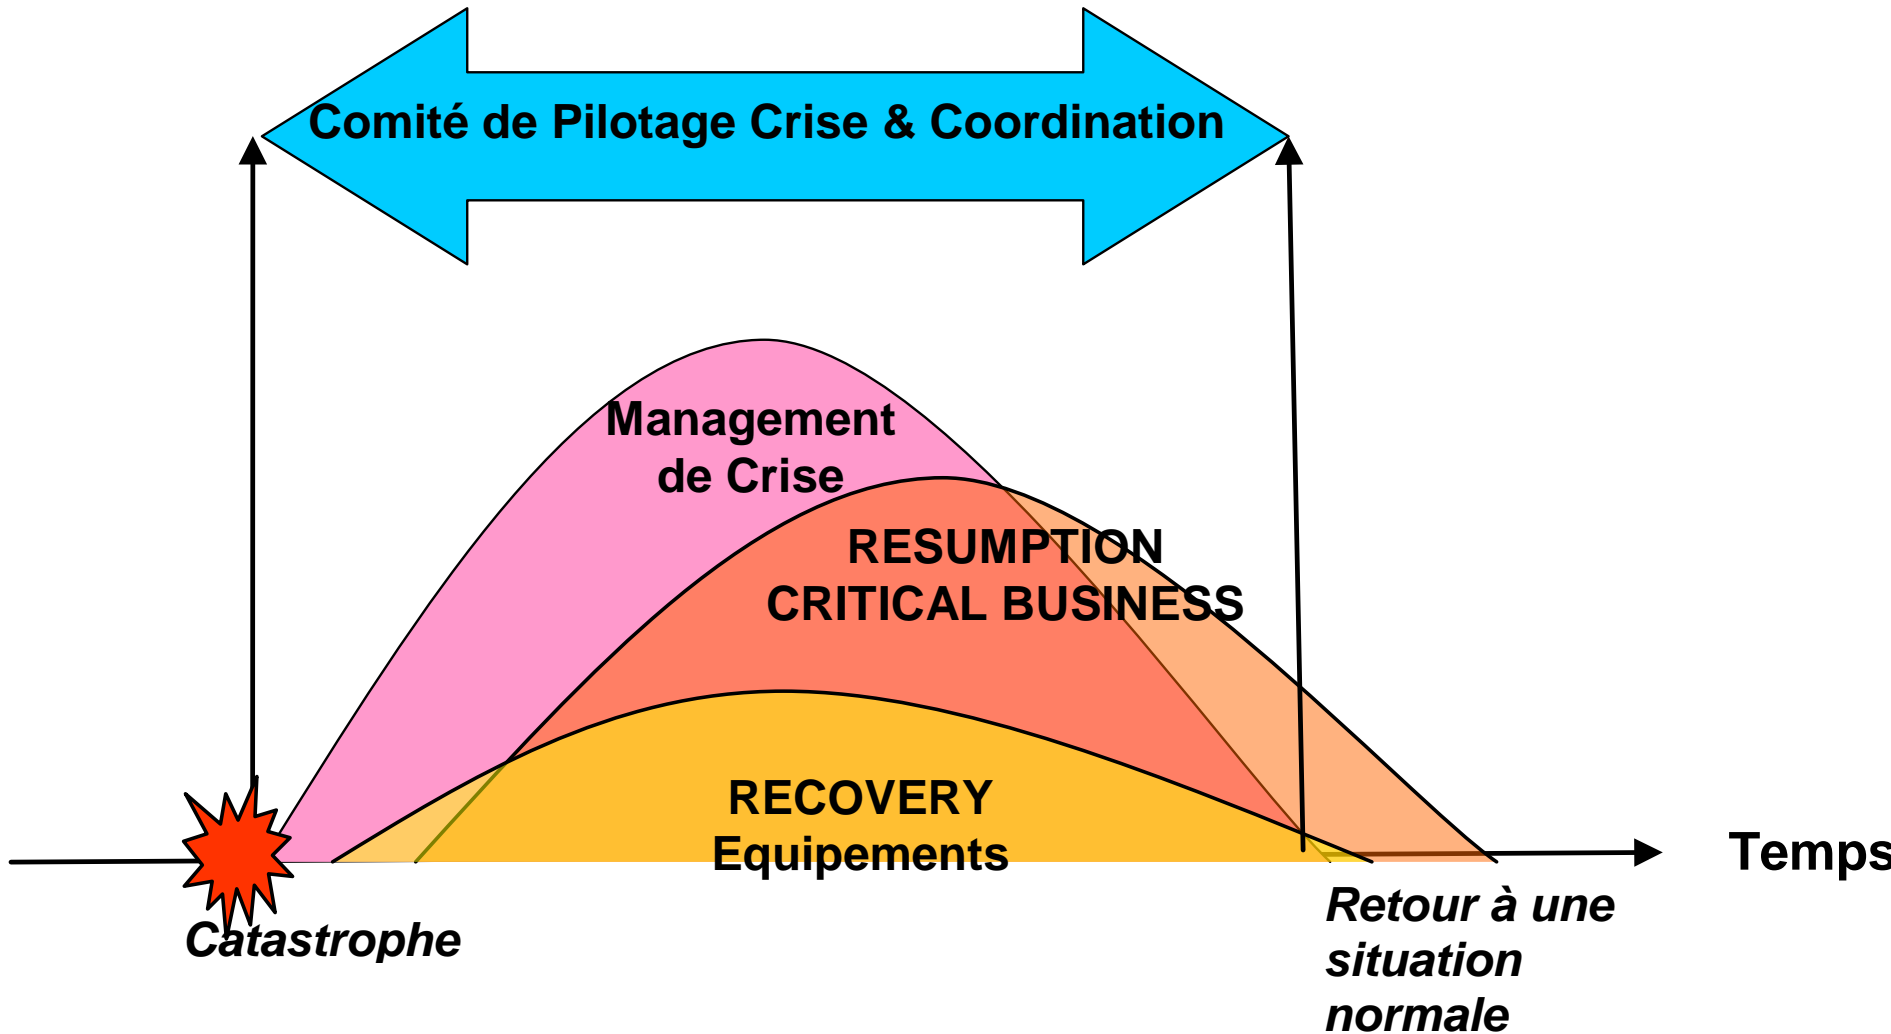 Comité de Pilotage Crise & Coordination
Management
de Crise
RESUMPTION
CRITICAL BUSINESS
RECOVERY
Equipements
Temps
Catastrophe
Retour à une
situation
normale